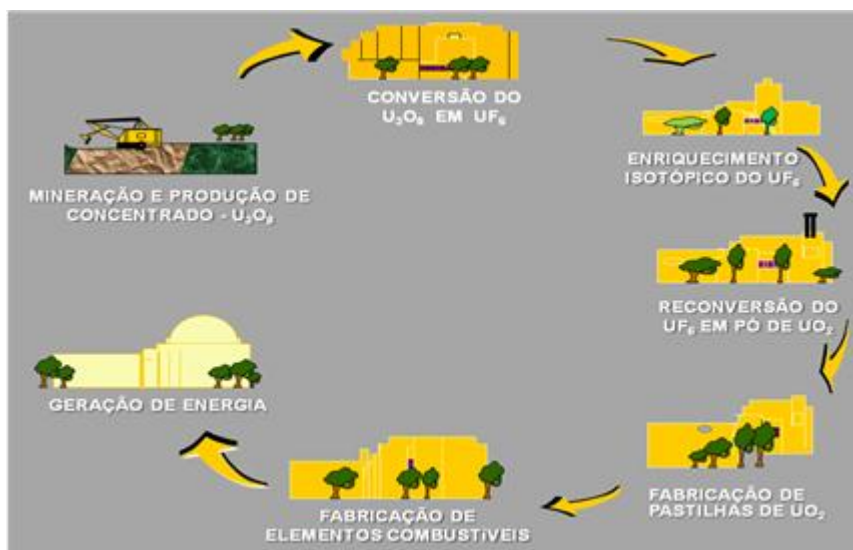 CONVERSÃO DO
U₃O₈ EM UF₆
ENRIQUECIMENTO
ISOTÓPICO DO UF₆
MINERAÇÃO E PRODUÇÃO DE
CONCENTRADO - U₃O₈
RECONVERSÃO DO
UF₆ EM PÓ DE UO₂
GERAÇÃO DE ENERGIA
FABRICAÇÃO DE
PASTILHAS DE UO₂
FABRICAÇÃO DE
ELEMENTOS COMBUSTÍVEIS